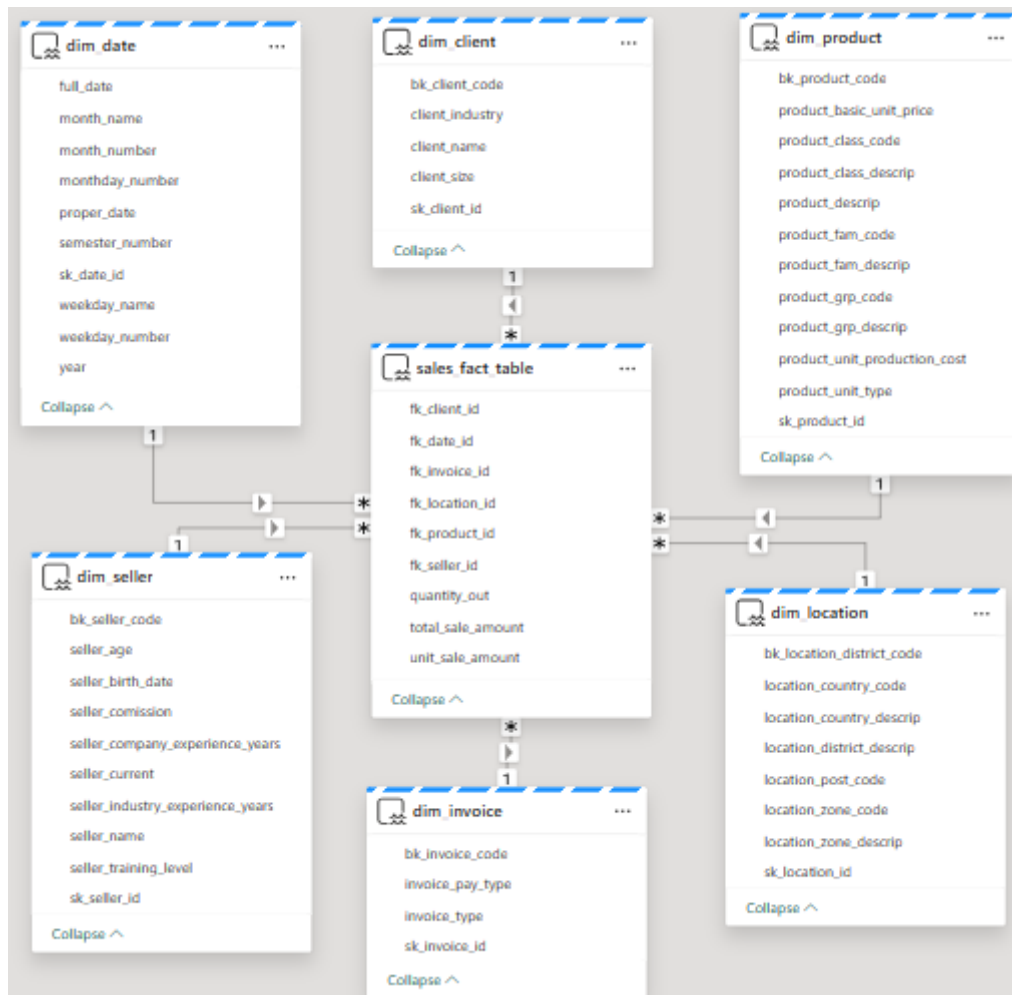 dim_date
...
full_date
month_name
month_number
monthday_number
proper_date
semester_number
sk_date_id
weekday_name
weekday_number
year
Collapse
1
dim_client
...
bk_client_code
client_industry
client_name
client_size
sk_client_id
Collapse
1
*
dim_product
...
bk_product_code
product_basic_unit_price
product_class_code
product_class_descrip
product_descrip
product_fam_code
product_fam_descrip
product_grp_code
product_grp_descrip
product_unit_production_cost
product_unit_type
sk_product_id
Collapse
1
sales_fact_table
...
fk_client_id
fk_date_id
fk_invoice_id
fk_location_id
fk_product_id
fk_seller_id
quantity_out
total_sale_amount
unit_sale_amount
Collapse
*
*
*
*
*
1
dim_seller
...
bk_seller_code
seller_age
seller_birth_date
seller_comission
seller_company_experience_years
seller_current
seller_industry_experience_years
seller_name
seller_training_level
sk_seller_id
Collapse
1
dim_invoice
...
bk_invoice_code
invoice_pay_type
invoice_type
sk_invoice_id
Collapse
1
dim_location
...
bk_location_district_code
location_country_code
location_country_descrip
location_district_descrip
location_post_code
location_zone_code
location_zone_descrip
sk_location_id
Collapse